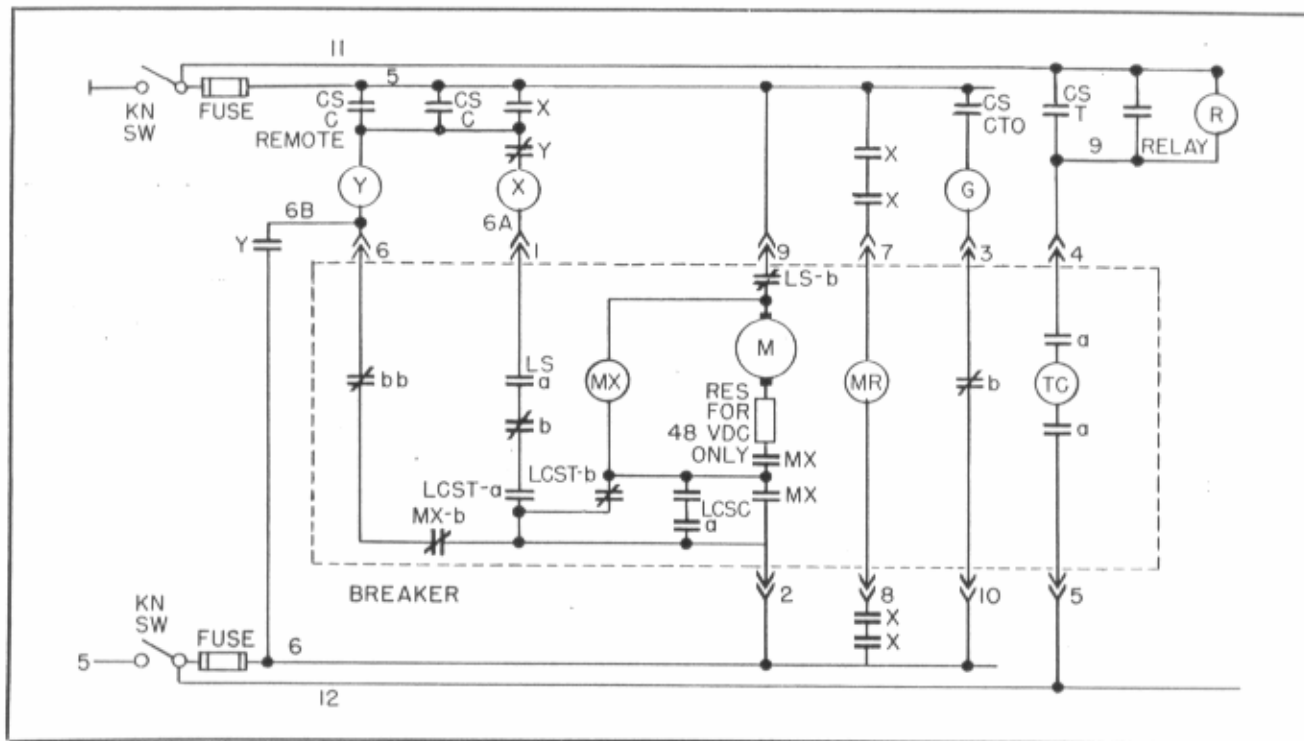 11
5
KN
SW
FUSE
CS
C
CS
C
X
REMOTE
Y
CS
CTO
CS
T
R
9
RELAY
X
X
Y
X
G
6B
6A
Y
6
1
9
7
3
4
LS-b
M
a
bb
LS
a
MX
MR
b
TC
RES
FOR
48 VDC
ONLY
b
a
MX
LCST-b
LCST-a
MX
LCSC
MX-b
a
BREAKER
2
8
10
5
KN
SW
FUSE
X
X
5
6
12